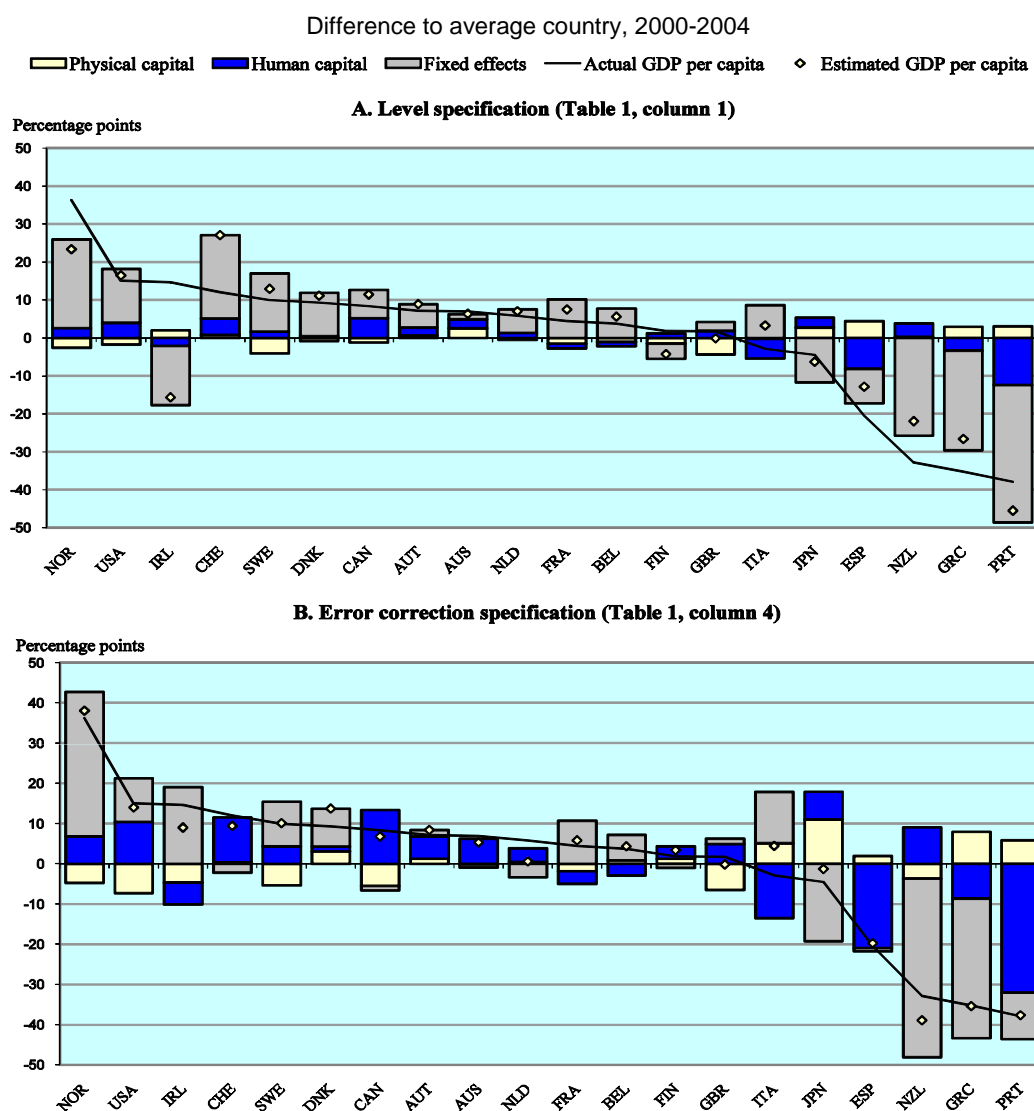 Difference to average country, 2000-2004
Physical capital Human capital Fixed effects Actual GDP per capita Estimated GDP per capita
A. Level specification (Table 1, column 1)
Percentage points
50
40
30
20
10
0
-10
-20
-30
-40
-50
NOR USA IRL CHE SWE DNK CAN AUT AUS NLD FRA BEL FIN GBR ITA JPN ESP NZL GRC PRT
B. Error correction specification (Table 1, column 4)
Percentage points
50
40
30
20
10
0
-10
-20
-30
-40
-50
NOR USA IRL CHE SWE DNK CAN AUT AUS NLD FRA BEL FIN GBR ITA JPN ESP NZL GRC PRT